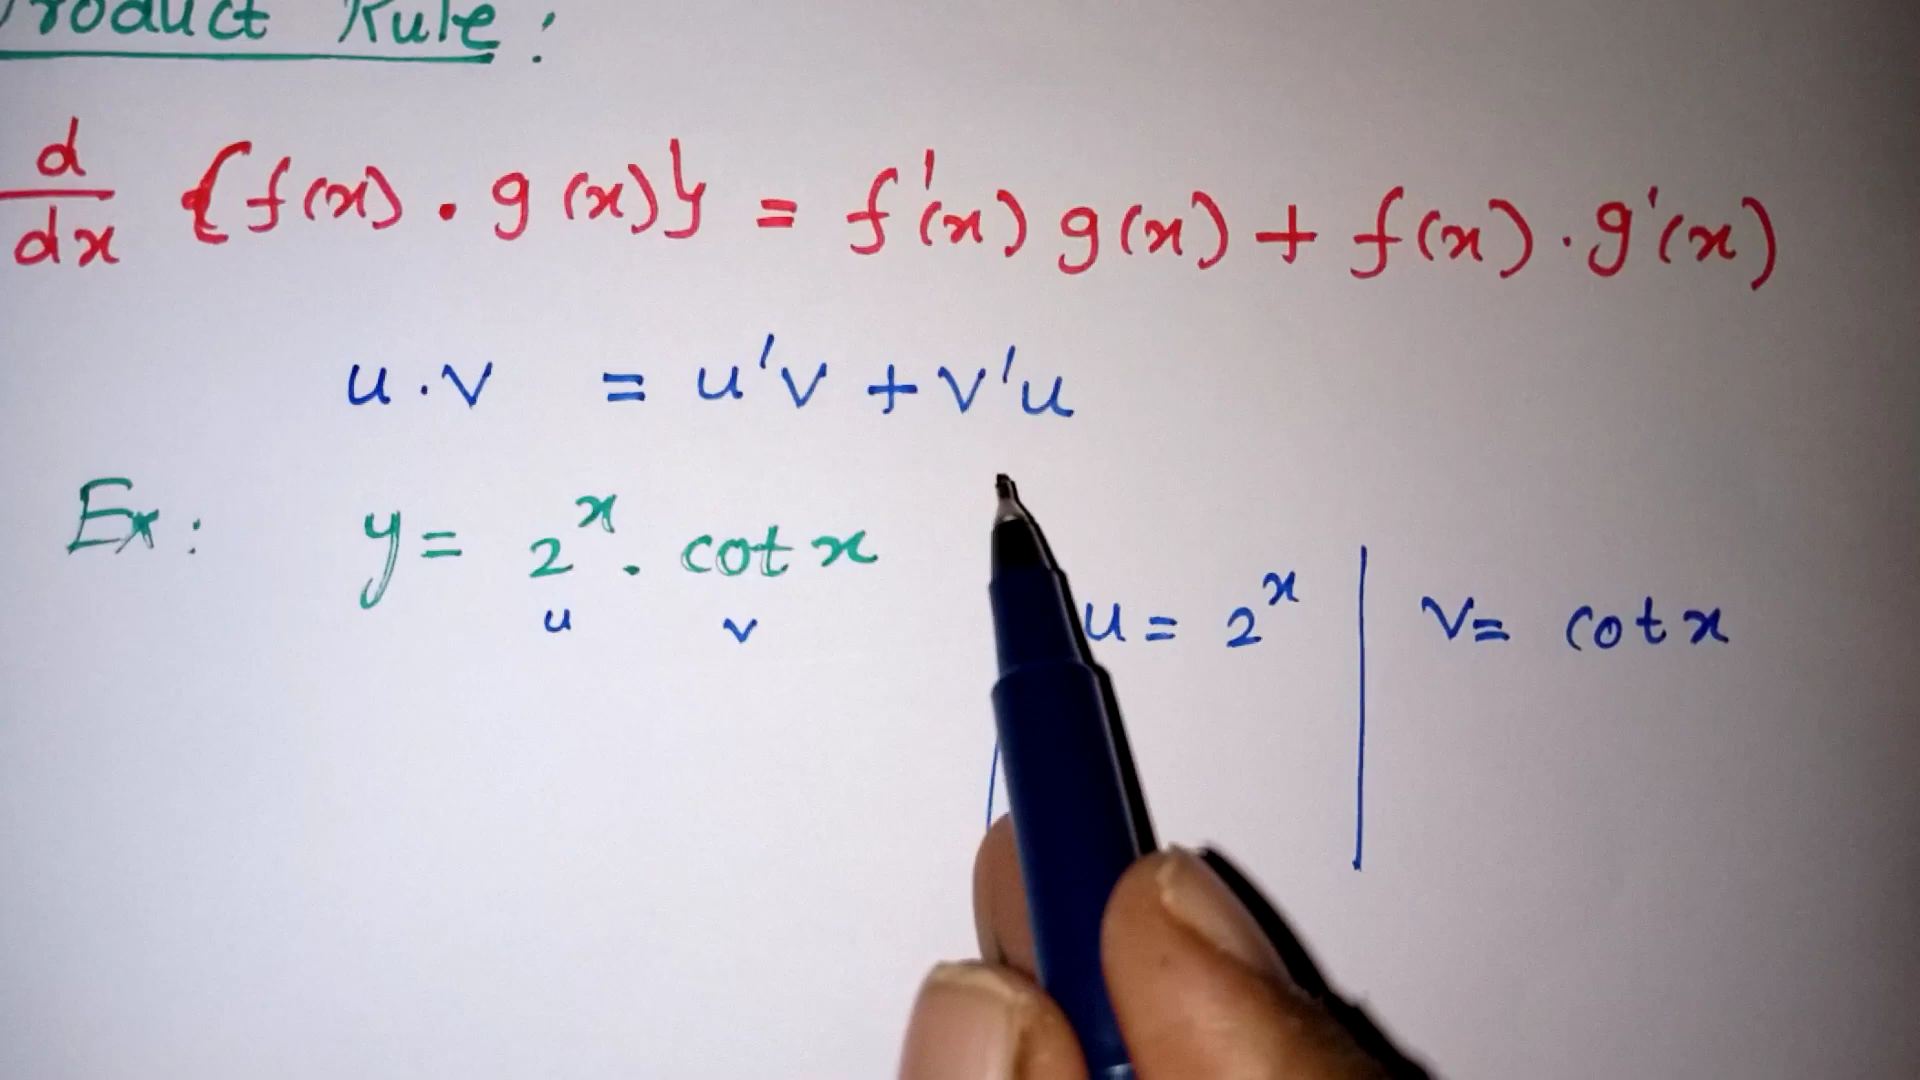 Product Rule :
d/dx {f(x) . g(x)} = f'(x) g(x) + f(x) . g'(x)
u . v = u'v + v'u
Ex : y = 2^x . cot x
u v
u = 2^x | v = cot x